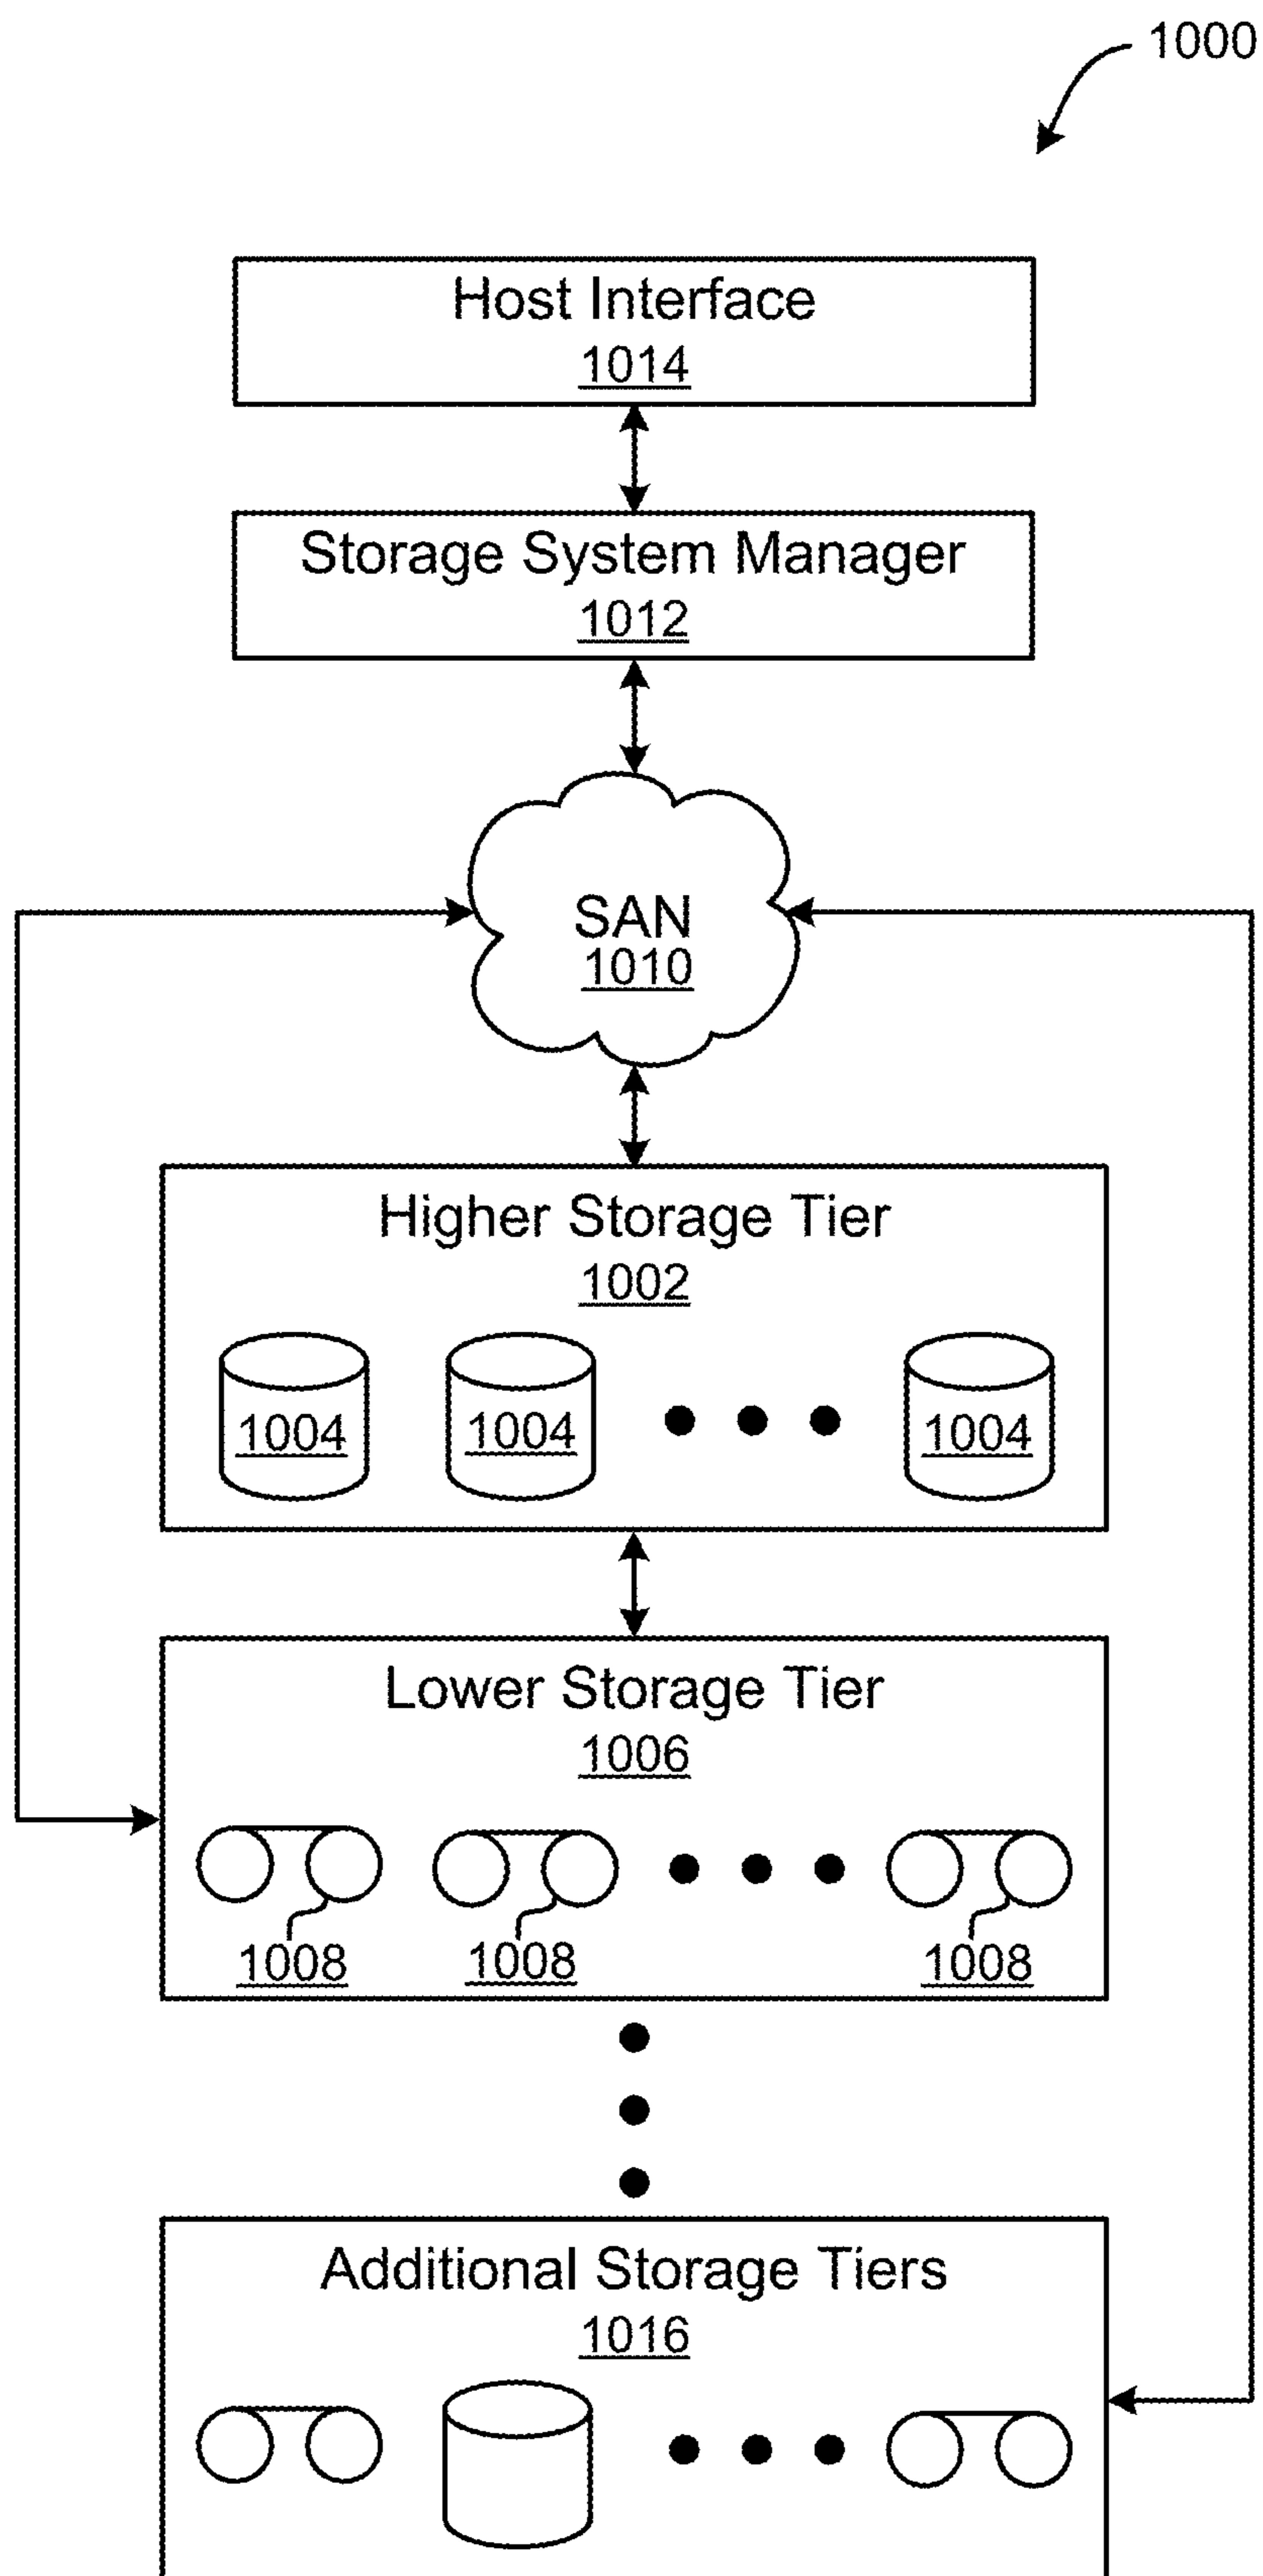 1000
Host Interface
1014
Storage System Manager
1012
SAN
1010
Higher Storage Tier
1002
1004 1004 1004
Lower Storage Tier
1006
1008 1008 1008
Additional Storage Tiers
1016